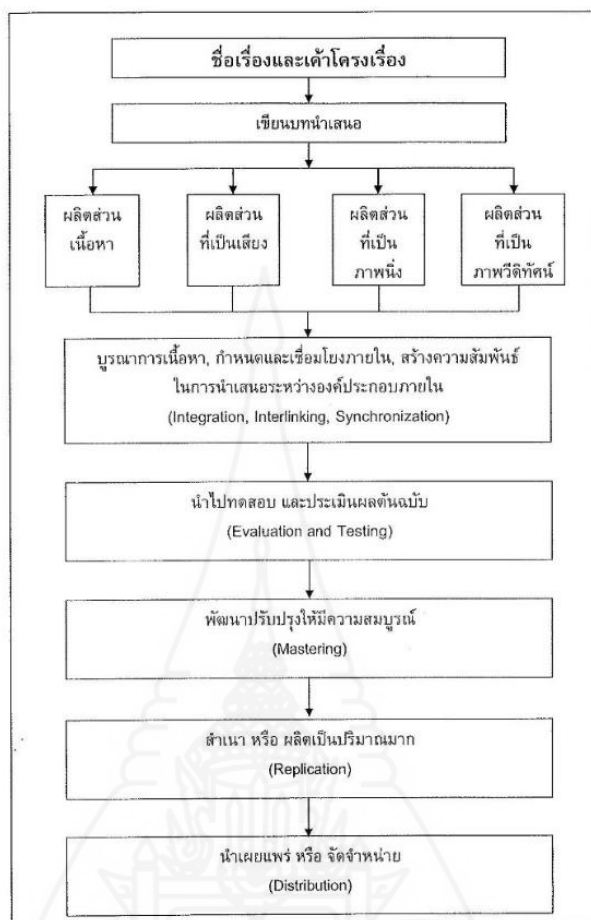 ชื่อเรื่องและเค้าโครงเรื่อง
เขียนบทนำเสนอ
ผลิตส่วน
เนื้อหา
ผลิตส่วน
ที่เป็นเสียง
ผลิตส่วน
ที่เป็น
ภาพนิ่ง
ผลิตส่วน
ที่เป็น
ภาพวีดิทัศน์
บูรณาการเนื้อหา, กำหนดและเชื่อมโยงภายใน, สร้างความสัมพันธ์
ในการนำเสนอระหว่างองค์ประกอบภายใน
(Integration, Interlinking, Synchronization)
นำไปทดสอบ และประเมินผลต้นฉบับ
(Evaluation and Testing)
พัฒนาปรับปรุงให้มีความสมบูรณ์
(Mastering)
สำเนา หรือ ผลิตเป็นปริมาณมาก
(Replication)
นำเผยแพร่ หรือ จัดจำหน่าย
(Distribution)